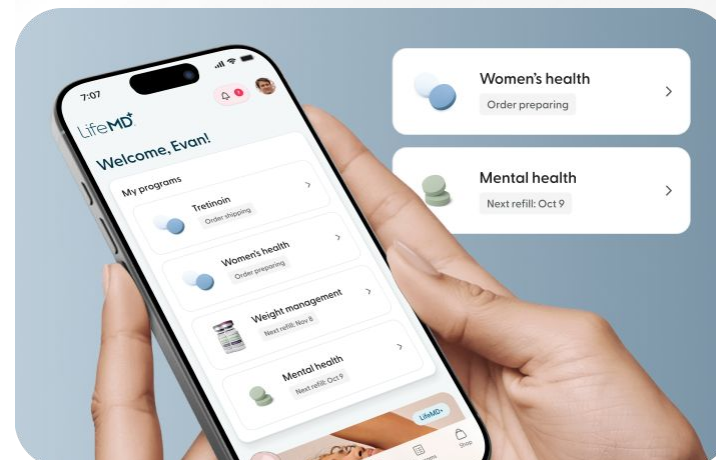 7:07
LifeMD
Welcome, Evan!
My programs
Tretinoin
Order shipping
Women's health
Order preparing
Weight management
Next refill: Nov 8
Mental health
Next refill: Oct 9
LifeMD+
Shop
Women's health
Order preparing
Mental health
Next refill: Oct 9